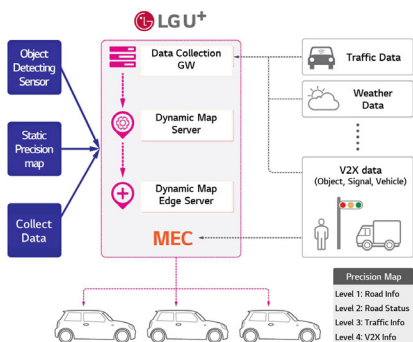 LG U+
Object
Detecting
Sensor
Static
Precision
map
Collect
Data
Data Collection
GW
Dynamic Map
Server
Dynamic Map
Edge Server
MEC
Traffic Data
Weather
Data
V2X data
(Object, Signal, Vehicle)
Precision Map
Level 1: Road Info
Level 2: Road Status
Level 3: Traffic Info
Level 4: V2X Info